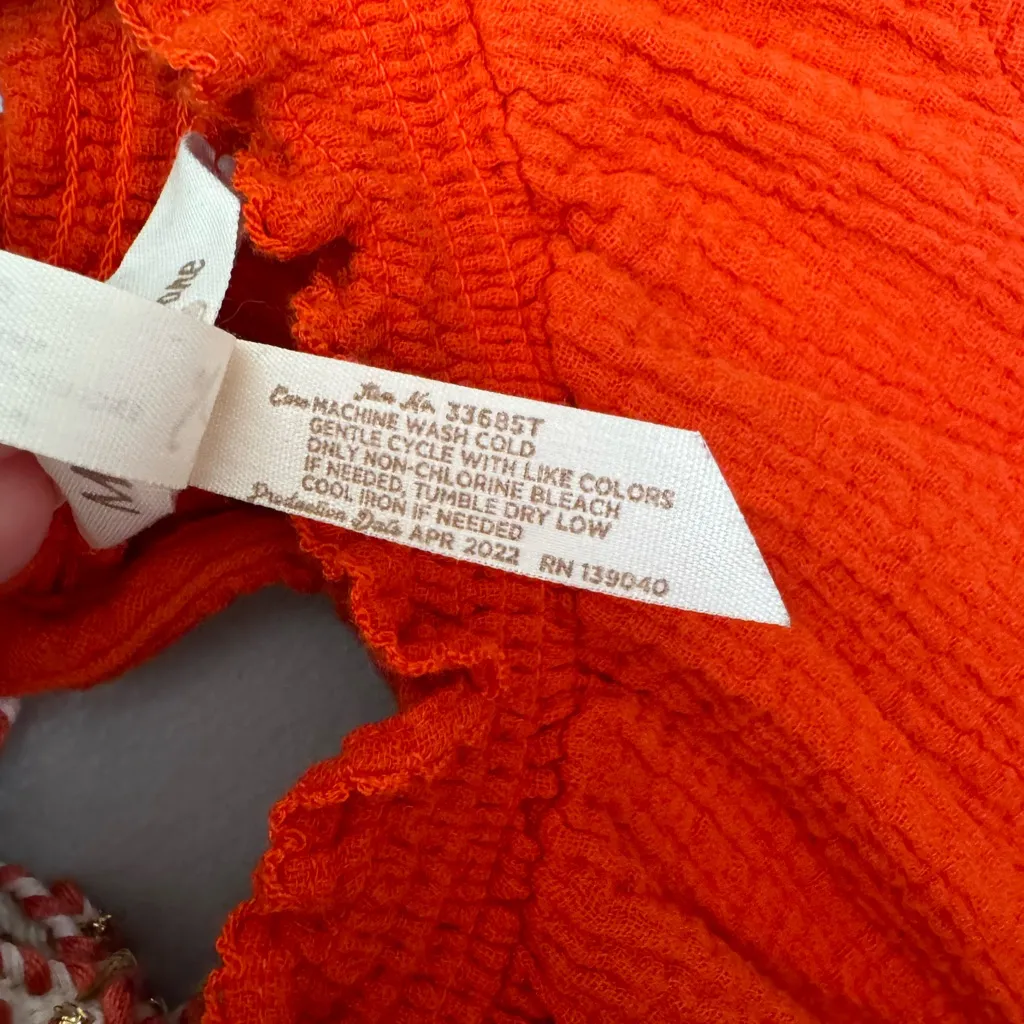 Item No. 33685T
Care MACHINE WASH COLD
GENTLE CYCLE WITH LIKE COLORS
ONLY NON-CHLORINE BLEACH
IF NEEDED, TUMBLE DRY LOW
COOL IRON IF NEEDED
Production Date APR 2022 RN 139040